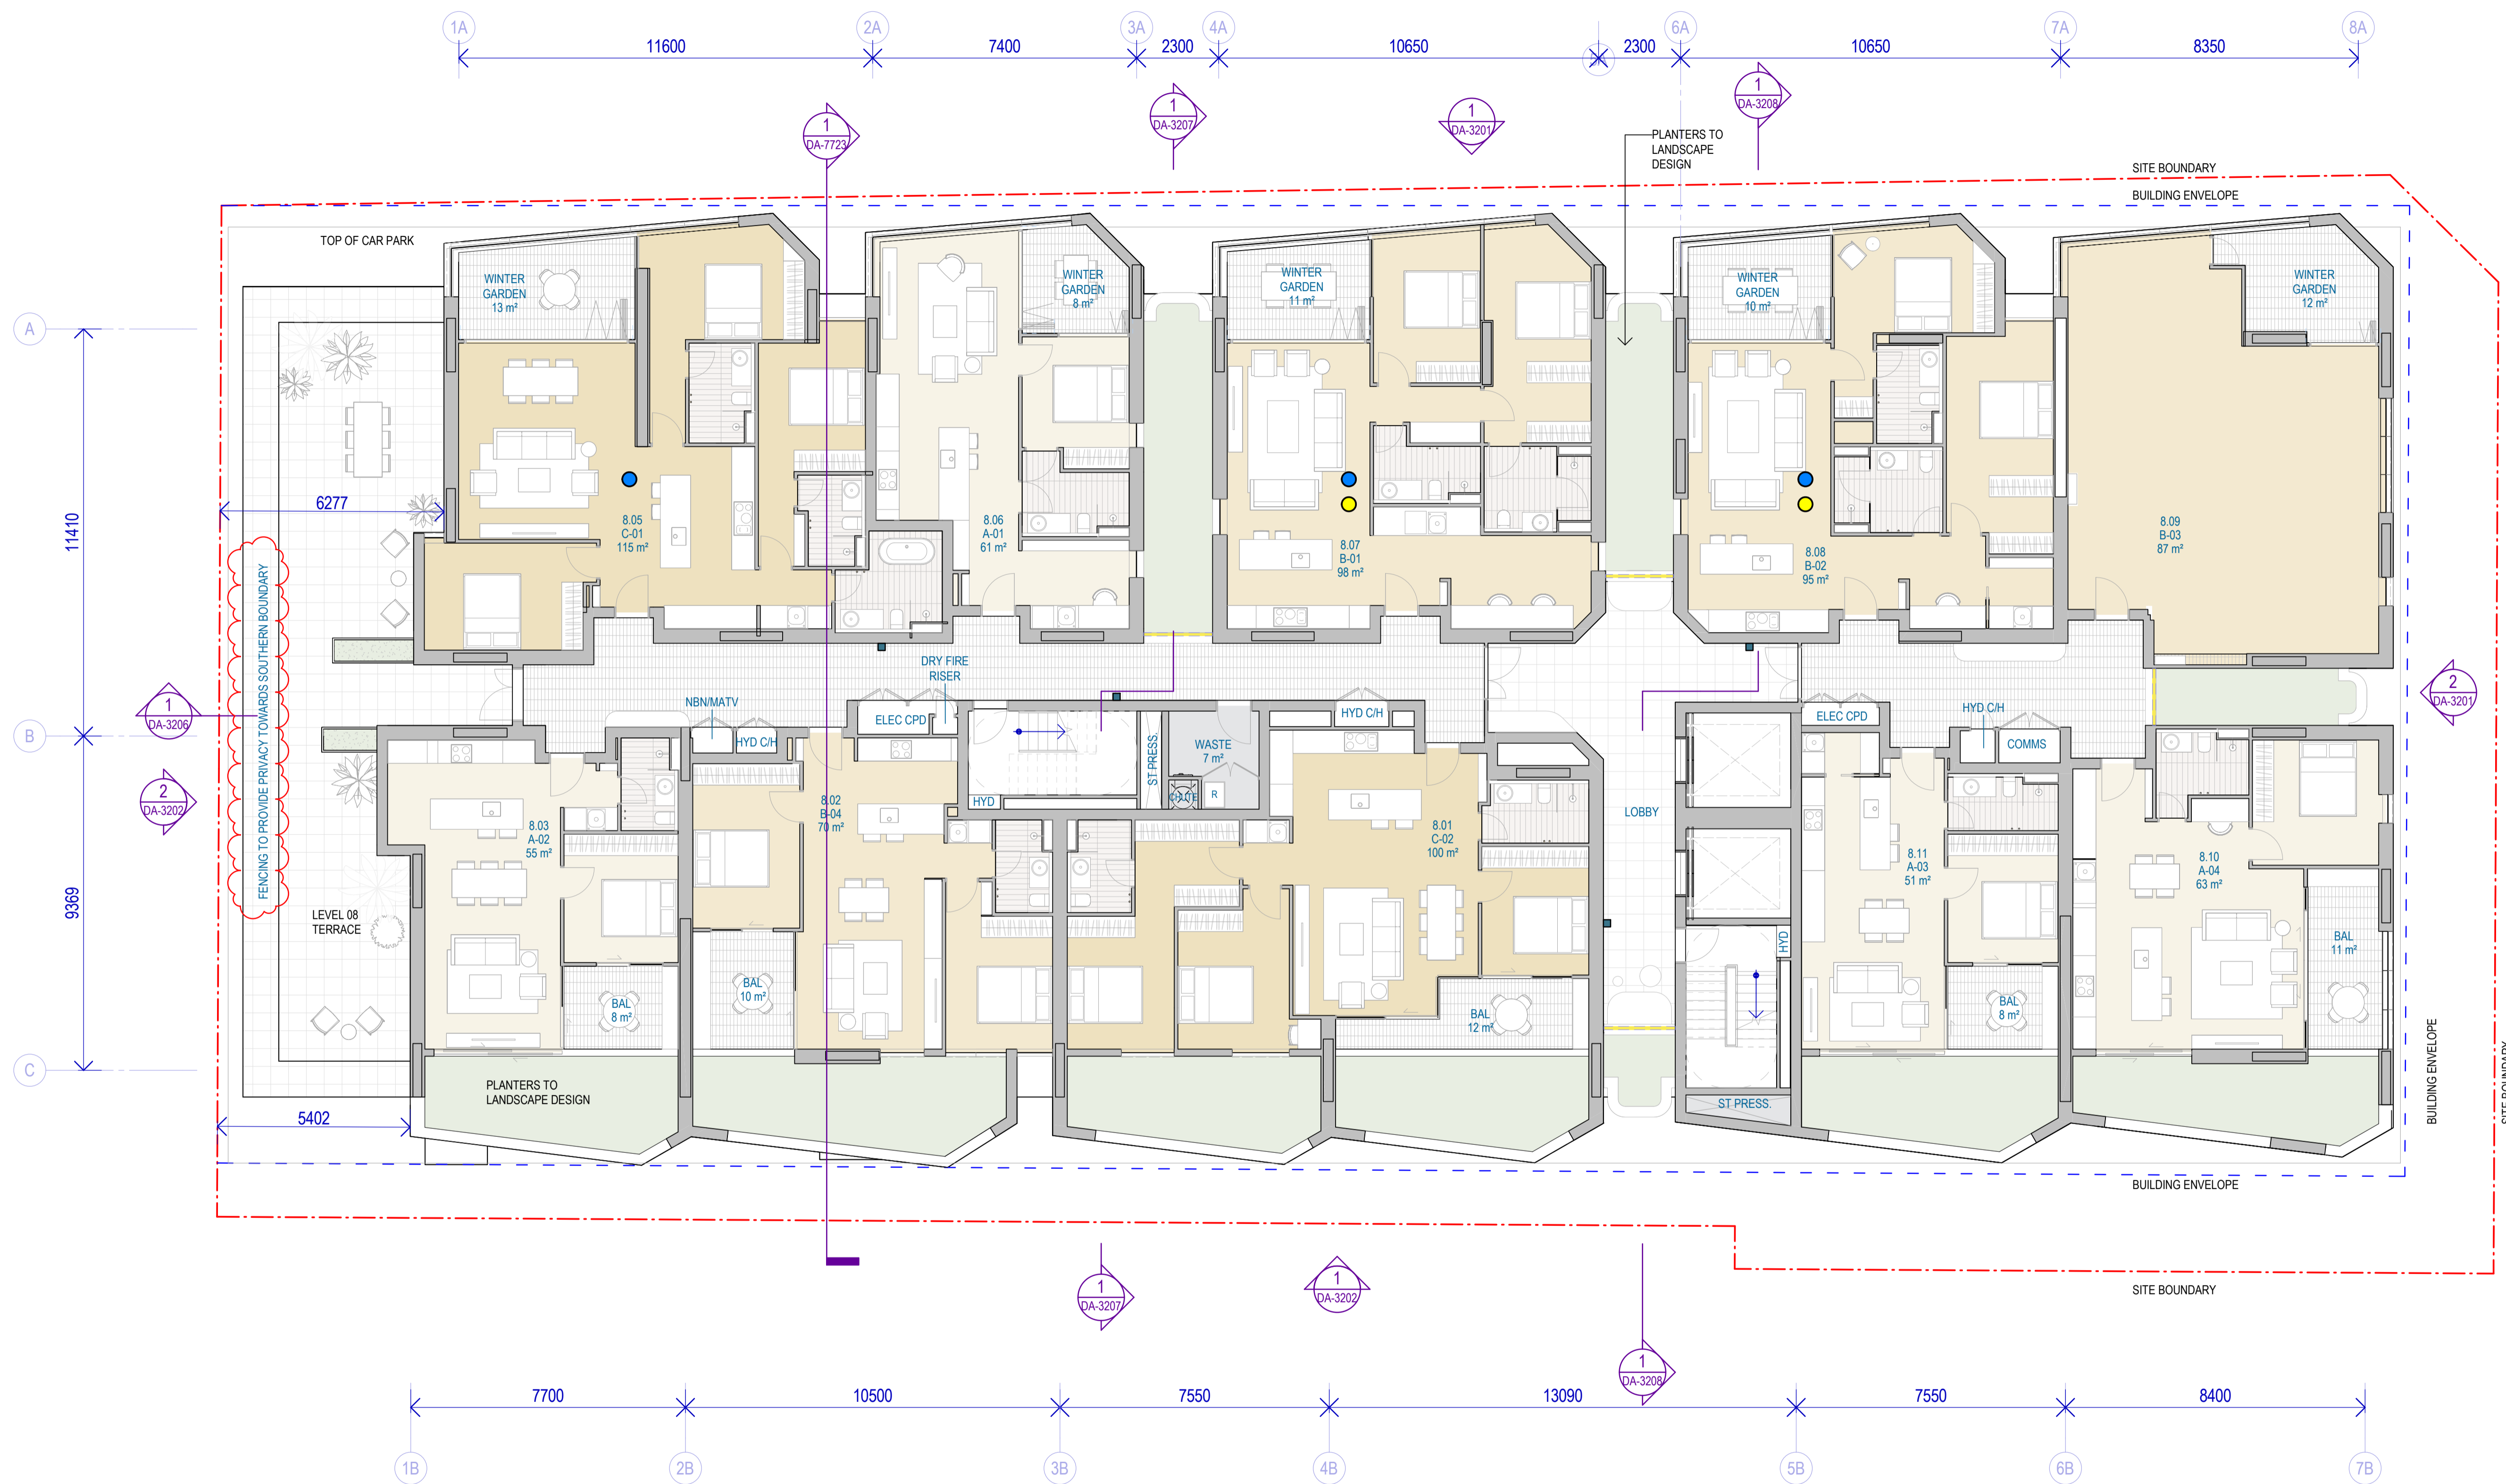 1A
2A
3A
4A
6A
7A
8A
11600
7400
2300
10650
2300
10650
8350
1
DA-7723
1
DA-3207
1
DA-3201
1
DA-3208
PLANTERS TO
LANDSCAPE
DESIGN
SITE BOUNDARY
BUILDING ENVELOPE
TOP OF CAR PARK
WINTER
GARDEN
13 m²
WINTER
GARDEN
8 m²
WINTER
GARDEN
11 m²
WINTER
GARDEN
10 m²
WINTER
GARDEN
12 m²
A
11410
6277
8.05
C-01
115 m²
8.06
A-01
61 m²
8.07
B-01
98 m²
8.08
B-02
95 m²
8.09
B-03
87 m²
FENCING TO PROVIDE PRIVACY TOWARDS SOUTHERN BOUNDARY
DRY FIRE
RISER
NBN/MATV
HYD C/H
ELEC CPD
HYD
ST PRESS.
WASTE
7 m²
CHUTE
R
HYD C/H
ELEC CPD
HYD C/H
COMMS
1
DA-3206
2
DA-3201
B
2
DA-3202
9369
8.03
A-02
55 m²
8.02
B-04
70 m²
8.01
C-02
100 m²
LOBBY
8.11
A-03
51 m²
8.10
A-04
63 m²
LEVEL 08
TERRACE
HYD
BAL
8 m²
BAL
10 m²
BAL
12 m²
BAL
8 m²
BAL
11 m²
C
PLANTERS TO
LANDSCAPE DESIGN
5402
ST PRESS.
BUILDING ENVELOPE
SITE BOUNDARY
BUILDING ENVELOPE
SITE BOUNDARY
1
DA-3207
1
DA-3202
1
DA-3208
7700
10500
7550
13090
7550
8400
1B
2B
3B
4B
5B
6B
7B